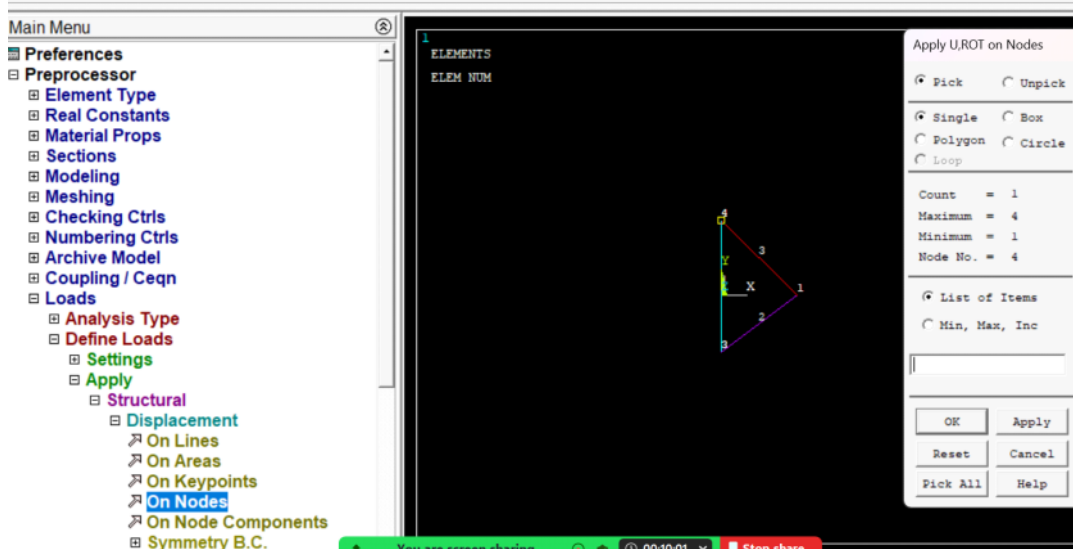 Main Menu
Preferences
Preprocessor
Element Type
Real Constants
Material Props
Sections
Modeling
Meshing
Checking Ctrls
Numbering Ctrls
Archive Model
Coupling / Ceqn
Loads
Analysis Type
Define Loads
Settings
Apply
Structural
Displacement
On Lines
On Areas
On Keypoints
On Nodes
On Node Components
Symmetry B.C.
1
ELEMENTS
ELEM NUM
4
3
Y
X
1
2
3
Apply U,ROT on Nodes
Pick Unpick
Single Box
Polygon Circle
Loop
Count = 1
Maximum = 4
Minimum = 1
Node No. = 4
List of Items
Min, Max, Inc
OK Apply
Reset Cancel
Pick All Help
You are screen sharing
00:10:01
Stop share